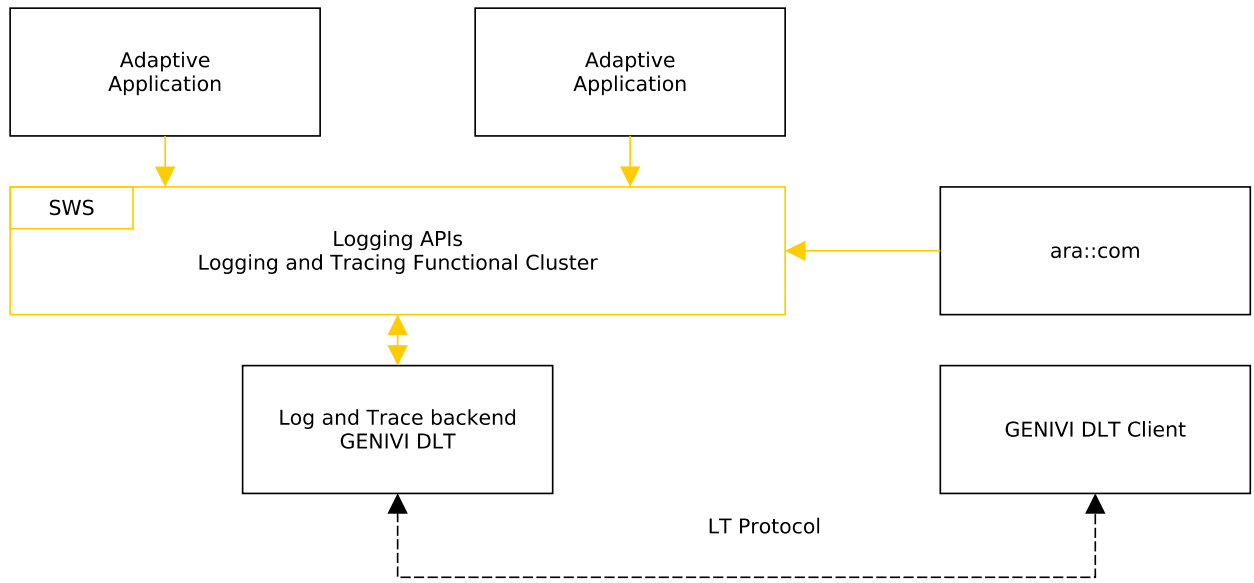 Adaptive
Application
Adaptive
Application
SWS
Logging APIs
Logging and Tracing Functional Cluster
ara::com
Log and Trace backend
GENIVI DLT
GENIVI DLT Client
LT Protocol